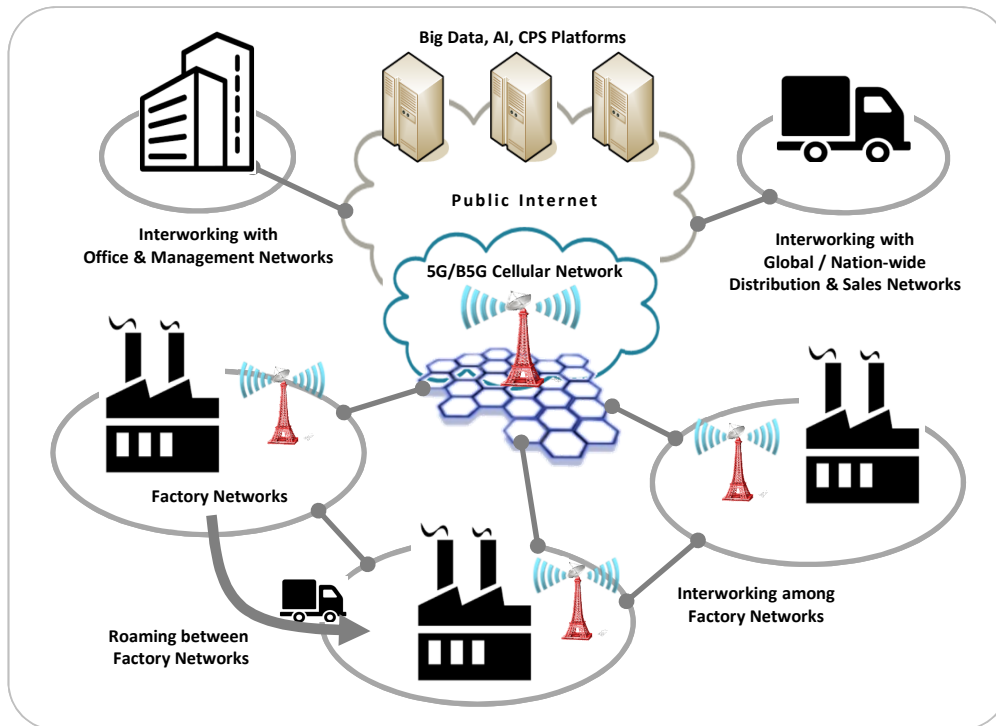 Big Data, AI, CPS Platforms
Public Internet
Interworking with
Office & Management Networks
Interworking with
Global / Nation-wide
Distribution & Sales Networks
5G/B5G Cellular Network
Factory Networks
Interworking among
Factory Networks
Roaming between
Factory Networks